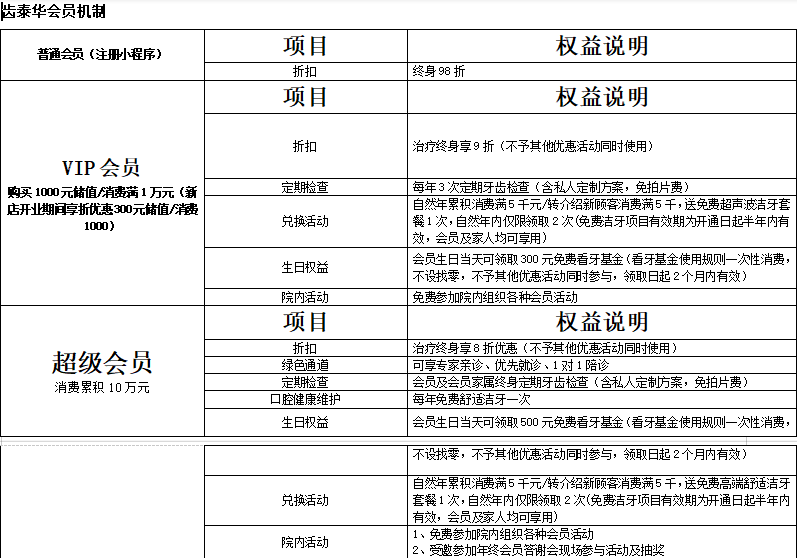 齿泰华会员机制
普通会员（注册小程序）
项目
权益说明
折扣
终身98折
VIP会员
购买1000元储值/消费满1万元（新
店开业期间享折优惠300元储值/消费
1000）
项目
权益说明
折扣
治疗终身享9折（不予其他优惠活动同时使用）
定期检查
每年3次定期牙齿检查（含私人定制方案，免拍片费）
兑换活动
自然年累积消费满5千元/转介绍新顾客消费满5千，送免费超声波洁牙套
餐1次，自然年内仅限领取2次(免费洁牙项目有效期为开通日起半年内有
效，会员及家人均可享用)
生日权益
会员生日当天可领取300元免费看牙基金(看牙基金使用规则一次性消费，
不设找零，不予其他优惠活动同时参与，领取日起2个月内有效)
院内活动
免费参加院内组织各种会员活动
超级会员
消费累积10万元
项目
权益说明
折扣
治疗终身享8折优惠（不予其他优惠活动同时使用）
绿色通道
可享专家亲诊、优先就诊、1对1陪诊
定期检查
会员及会员家属终身定期牙齿检查（含私人定制方案，免拍片费）
口腔健康维护
每年免费舒适洁牙一次
生日权益
会员生日当天可领取500元免费看牙基金(看牙基金使用规则一次性消费，
不设找零，不予其他优惠活动同时参与，领取日起2个月内有效)
兑换活动
自然年累积消费满5千元/转介绍新顾客消费满5千，送免费高端舒适洁牙
套餐1次，自然年内仅限领取2次(免费洁牙项目有效期为开通日起半年内
有效，会员及家人均可享用)
院内活动
1、免费参加院内组织各种会员活动
2、受邀参加年终会员答谢会现场参与活动及抽奖